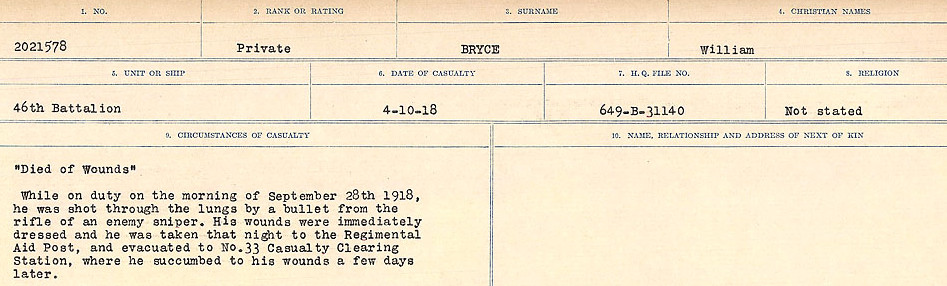 1. NO. 2. RANK OR RATING 3. SURNAME 4. CHRISTIAN NAMES
2021578 Private BRYCE William
5. UNIT OR SHIP 6. DATE OF CASUALTY 7. H. Q. FILE NO. 8. RELIGION
46th Battalion 4-10-18 649-B-31140 Not stated
9. CIRCUMSTANCES OF CASUALTY 10. NAME, RELATIONSHIP AND ADDRESS OF NEXT OF KIN
"Died of Wounds"
While on duty on the morning of September 28th 1918,
he was shot through the lungs by a bullet from the
rifle of an enemy sniper. His wounds were immediately
dressed and he was taken that night to the Regimental
Aid Post, and evacuated to No.33 Casualty Clearing
Station, where he succumbed to his wounds a few days
later.